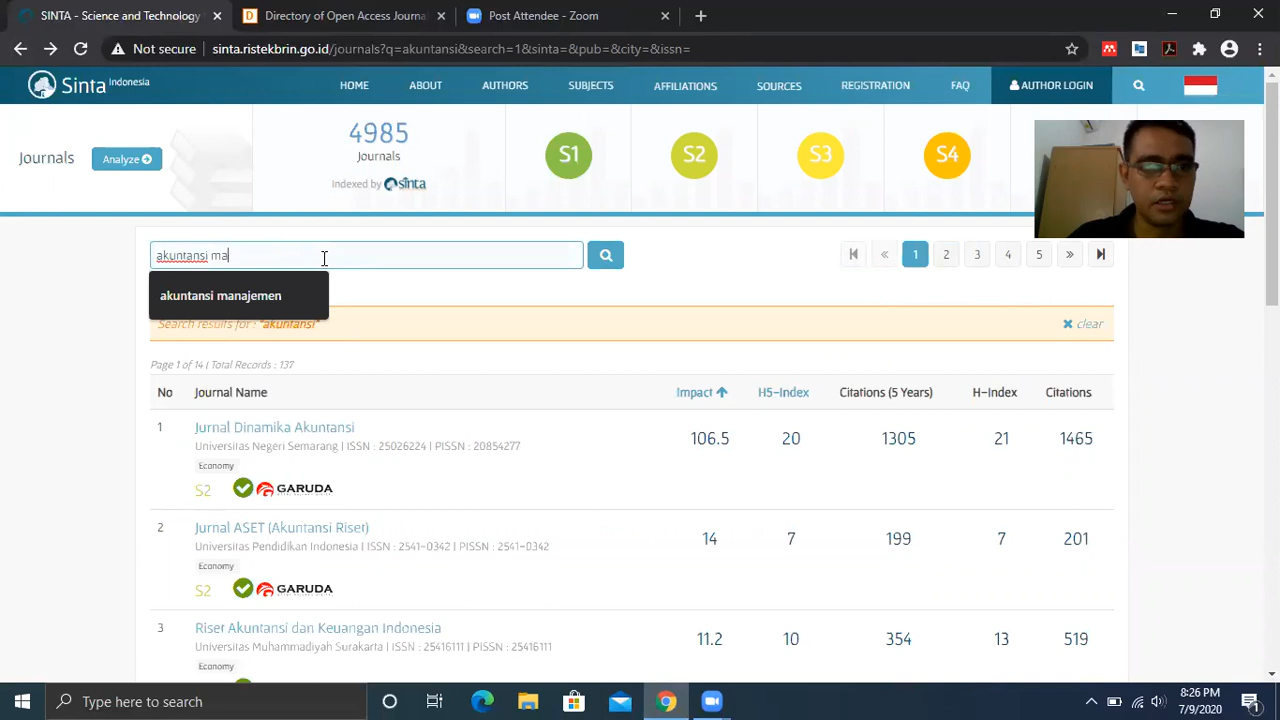 SINTA - Science and Technolog
Directory of Open Access Journal
Post Attendee - Zoom
Not secure
sinta.ristekbrin.go.id/journals?q=akuntansi&search=1&sinta=&pub=&city=&issn=
Sinta Indonesia
HOME
ABOUT
AUTHORS
SUBJECTS
AFFILIATIONS
SOURCES
REGISTRATION
FAQ
AUTHOR LOGIN
Journals
Analyze
4985
Journals
Indexed by sinta
S1
S2
S3
S4
akuntansi ma
1
2
3
4
akuntansi manajemen
Search results for : "akuntansi"
clear
Page 1 of 14 | Total Records : 137
No Journal Name Impact H5-Index Citations (5 Years) H-Index Citations
1 Jurnal Dinamika Akuntansi 106.5 20 1305 21 1465
Universitas Negeri Semarang | ISSN : 25026224 | PISSN : 20854277
Economy
S2 GARUDA
2 Jurnal ASET (Akuntansi Riset) 14 7 199 7 201
Universitas Pendidikan Indonesia | ISSN : 2541-0342 | PISSN : 2541-0342
Economy
S2 GARUDA
3 Riset Akuntansi dan Keuangan Indonesia 11.2 10 354 13 519
Universitas Muhammadiyah Surakarta | ISSN : 25416111 | PISSN : 25416111
Economy
Type here to search
8:26 PM
7/9/2020
1